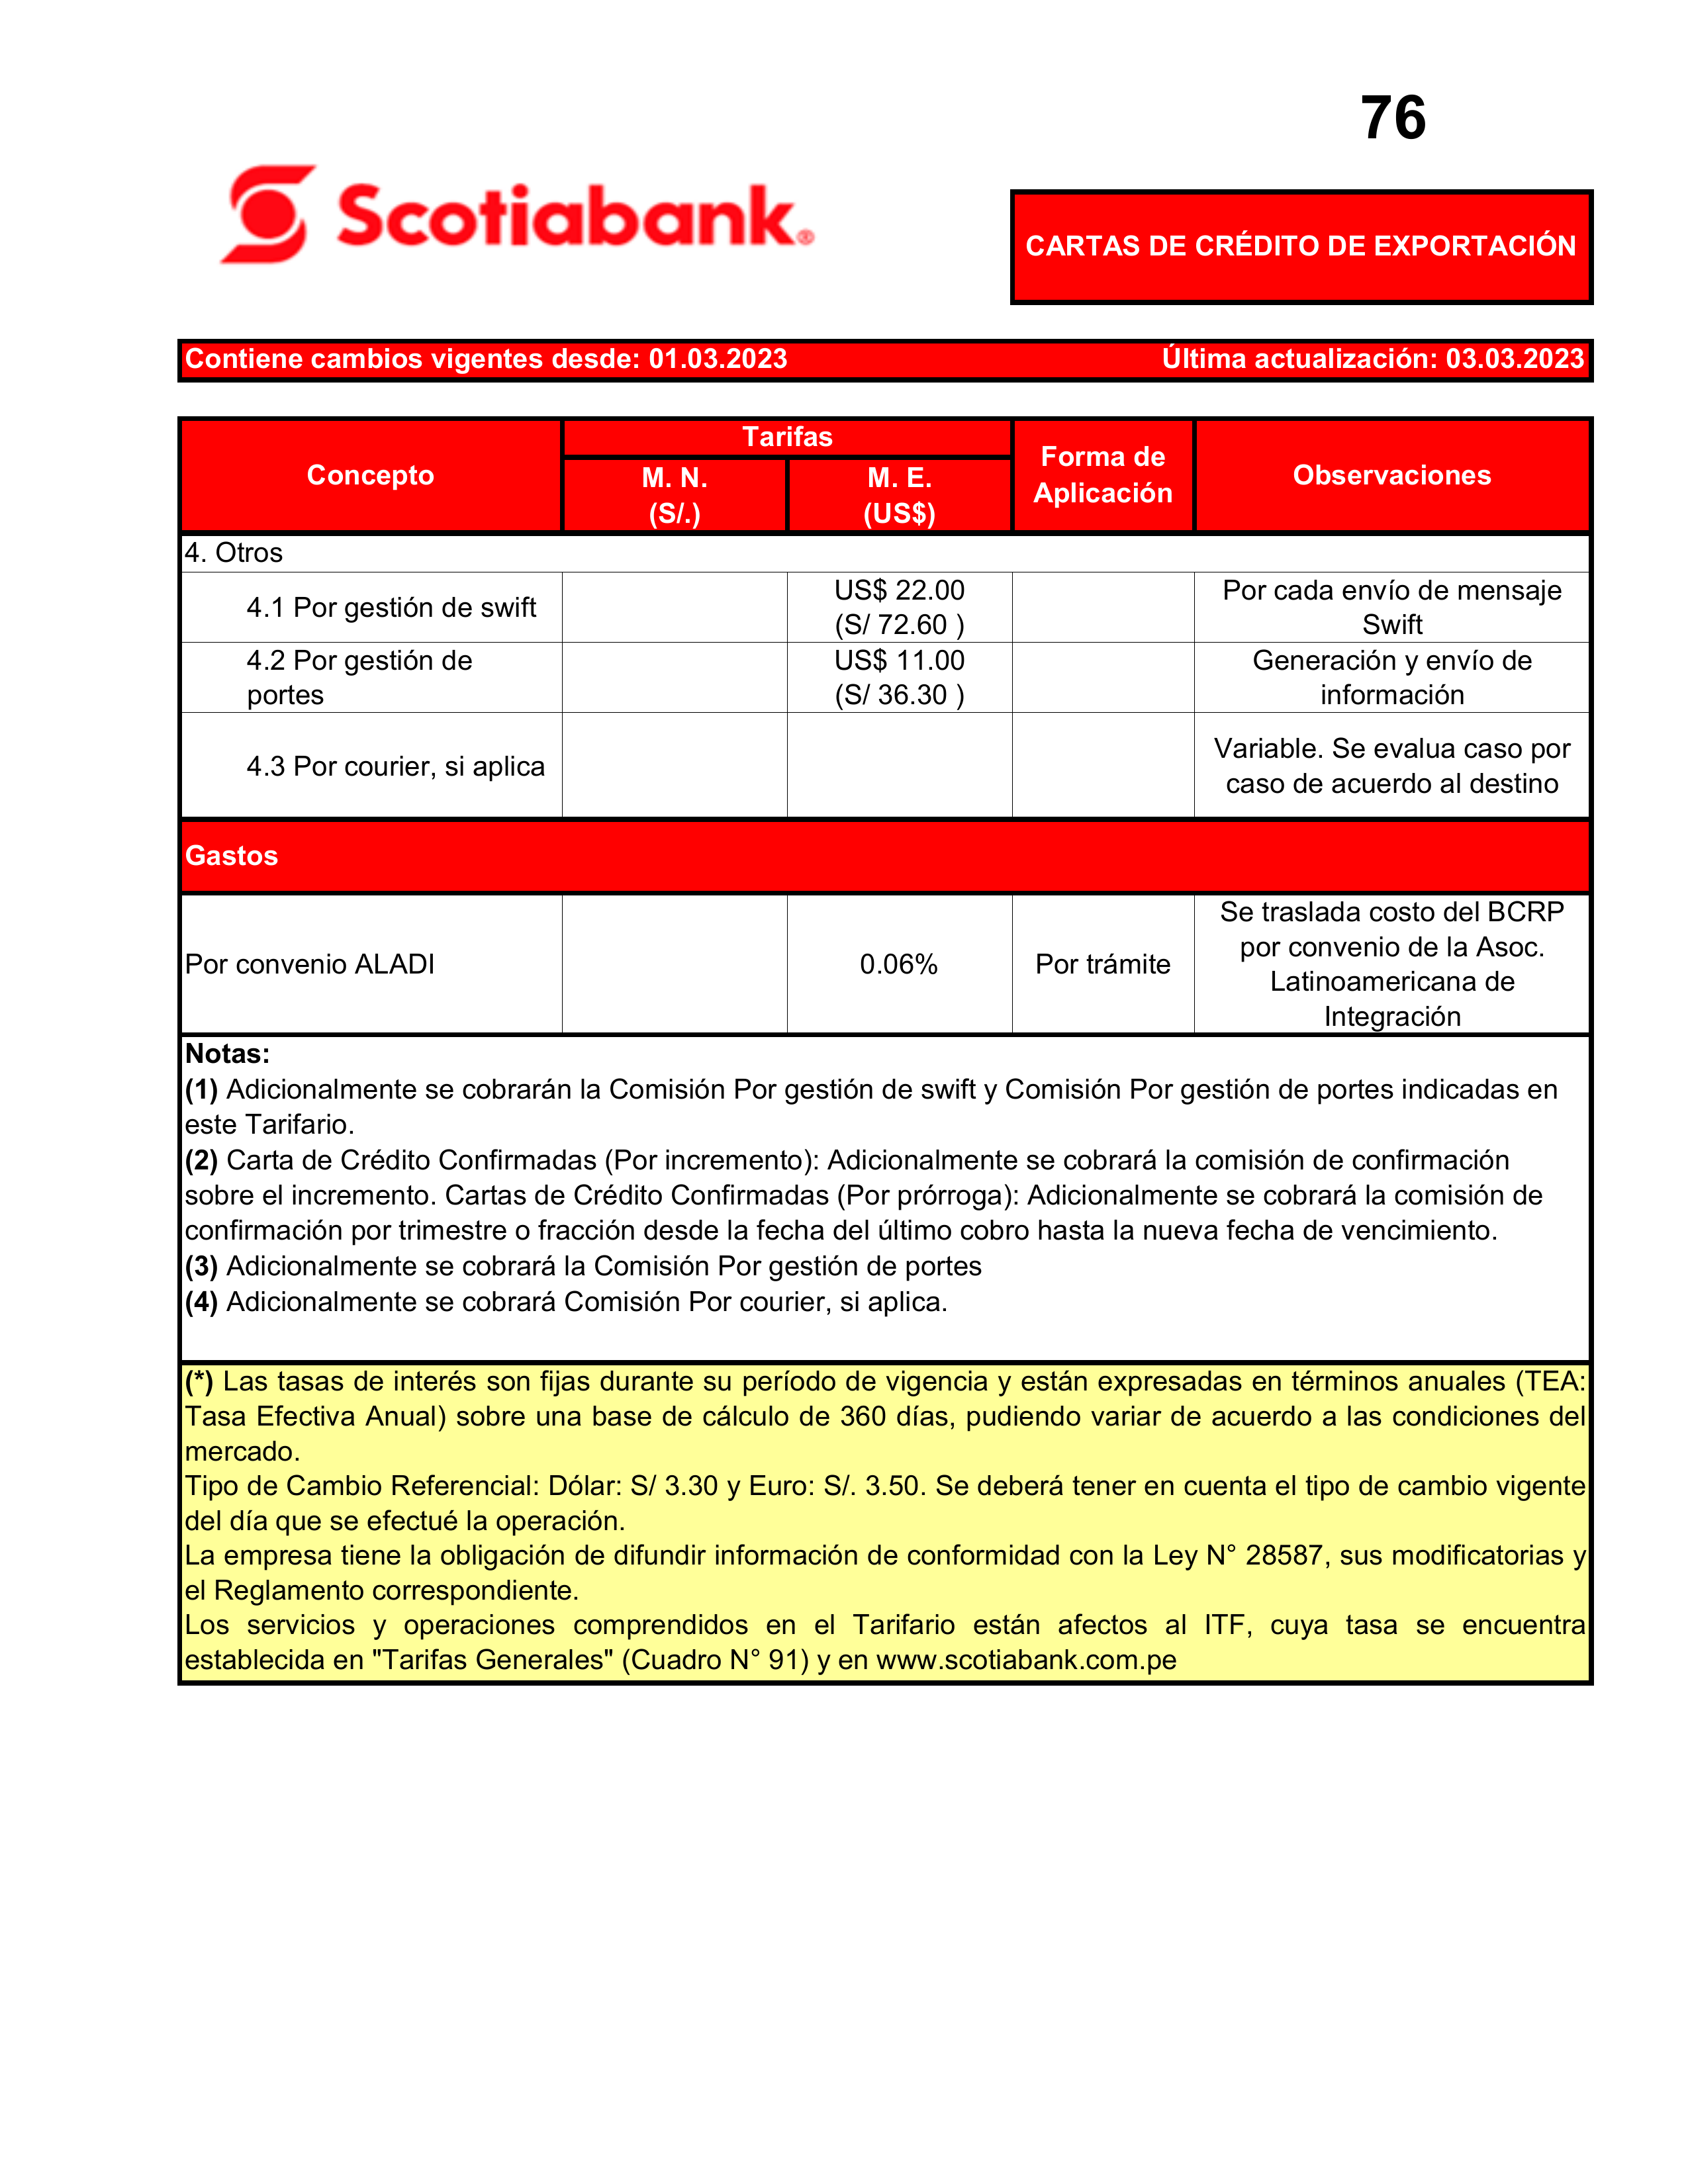 76
Scotiabank®
CARTAS DE CRÉDITO DE EXPORTACIÓN
Contiene cambios vigentes desde: 01.03.2023 Última actualización: 03.03.2023
Concepto
Tarifas
M. N.
(S/.)
M. E.
(US$)
Forma de
Aplicación
Observaciones
4. Otros
4.1 Por gestión de swift
US$ 22.00
(S/ 72.60 )
Por cada envío de mensaje
Swift
4.2 Por gestión de
portes
US$ 11.00
(S/ 36.30 )
Generación y envío de
información
4.3 Por courier, si aplica
Variable. Se evalua caso por
caso de acuerdo al destino
Gastos
Por convenio ALADI
0.06%
Por trámite
Se traslada costo del BCRP
por convenio de la Asoc.
Latinoamericana de
Integración
Notas:
(1) Adicionalmente se cobrarán la Comisión Por gestión de swift y Comisión Por gestión de portes indicadas en
este Tarifario.
(2) Carta de Crédito Confirmadas (Por incremento): Adicionalmente se cobrará la comisión de confirmación
sobre el incremento. Cartas de Crédito Confirmadas (Por prórroga): Adicionalmente se cobrará la comisión de
confirmación por trimestre o fracción desde la fecha del último cobro hasta la nueva fecha de vencimiento.
(3) Adicionalmente se cobrará la Comisión Por gestión de portes
(4) Adicionalmente se cobrará Comisión Por courier, si aplica.
(*) Las tasas de interés son fijas durante su período de vigencia y están expresadas en términos anuales (TEA:
Tasa Efectiva Anual) sobre una base de cálculo de 360 días, pudiendo variar de acuerdo a las condiciones del
mercado.
Tipo de Cambio Referencial: Dólar: S/ 3.30 y Euro: S/. 3.50. Se deberá tener en cuenta el tipo de cambio vigente
del día que se efectué la operación.
La empresa tiene la obligación de difundir información de conformidad con la Ley N° 28587, sus modificatorias y
el Reglamento correspondiente.
Los servicios y operaciones comprendidos en el Tarifario están afectos al ITF, cuya tasa se encuentra
establecida en "Tarifas Generales" (Cuadro N° 91) y en www.scotiabank.com.pe